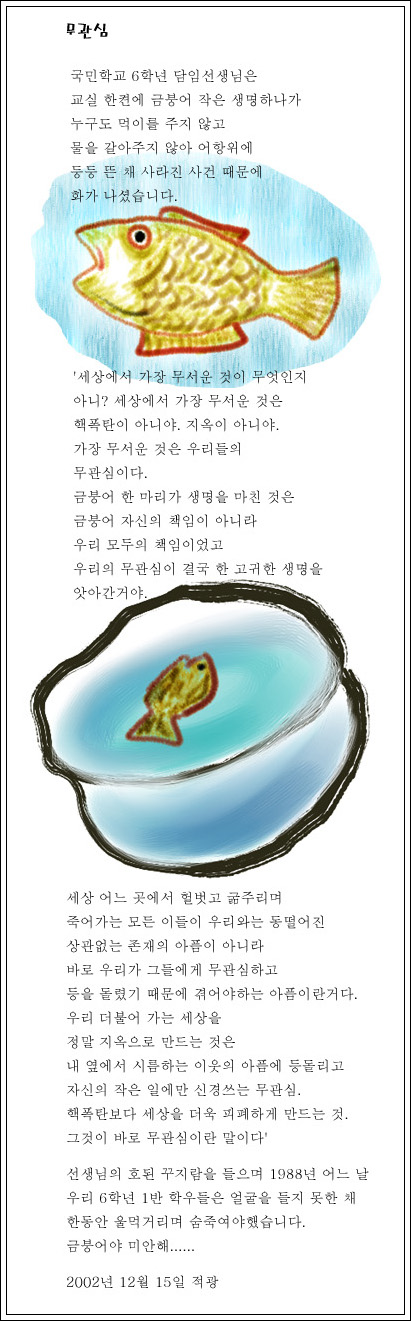 무관심
국민학교 6학년 담임선생님은
교실 한켠에 금붕어 작은 생명하나가
누구도 먹이를 주지 않고
물을 갈아주지 않아 어항위에
둥둥 뜬 채 사라진 사건 때문에
화가 나셨습니다.
'세상에서 가장 무서운 것이 무엇인지
아니? 세상에서 가장 무서운 것은
핵폭탄이 아니야. 지옥이 아니야.
가장 무서운 것은 우리들의
무관심이다.
금붕어 한 마리가 생명을 마친 것은
금붕어 자신의 책임이 아니라
우리 모두의 책임이었고
우리의 무관심이 결국 한 고귀한 생명을
앗아간거야.
세상 어느 곳에서 헐벗고 굶주리며
죽어가는 모든 이들이 우리와는 동떨어진
상관없는 존재의 아픔이 아니라
바로 우리가 그들에게 무관심하고
등을 돌렸기 때문에 겪어야하는 아픔이란거다.
우리 더불어 가는 세상을
정말 지옥으로 만드는 것은
내 옆에서 시름하는 이웃의 아픔에 등돌리고
자신의 작은 일에만 신경쓰는 무관심.
핵폭탄보다 세상을 더욱 피폐하게 만드는 것.
그것이 바로 무관심이란 말이다'
선생님의 호된 꾸지람을 들으며 1988년 어느 날
우리 6학년 1반 학우들은 얼굴을 들지 못한 채
한동안 울먹거리며 숨죽여야했습니다.
금붕어야 미안해......
2002년 12월 15일 적광